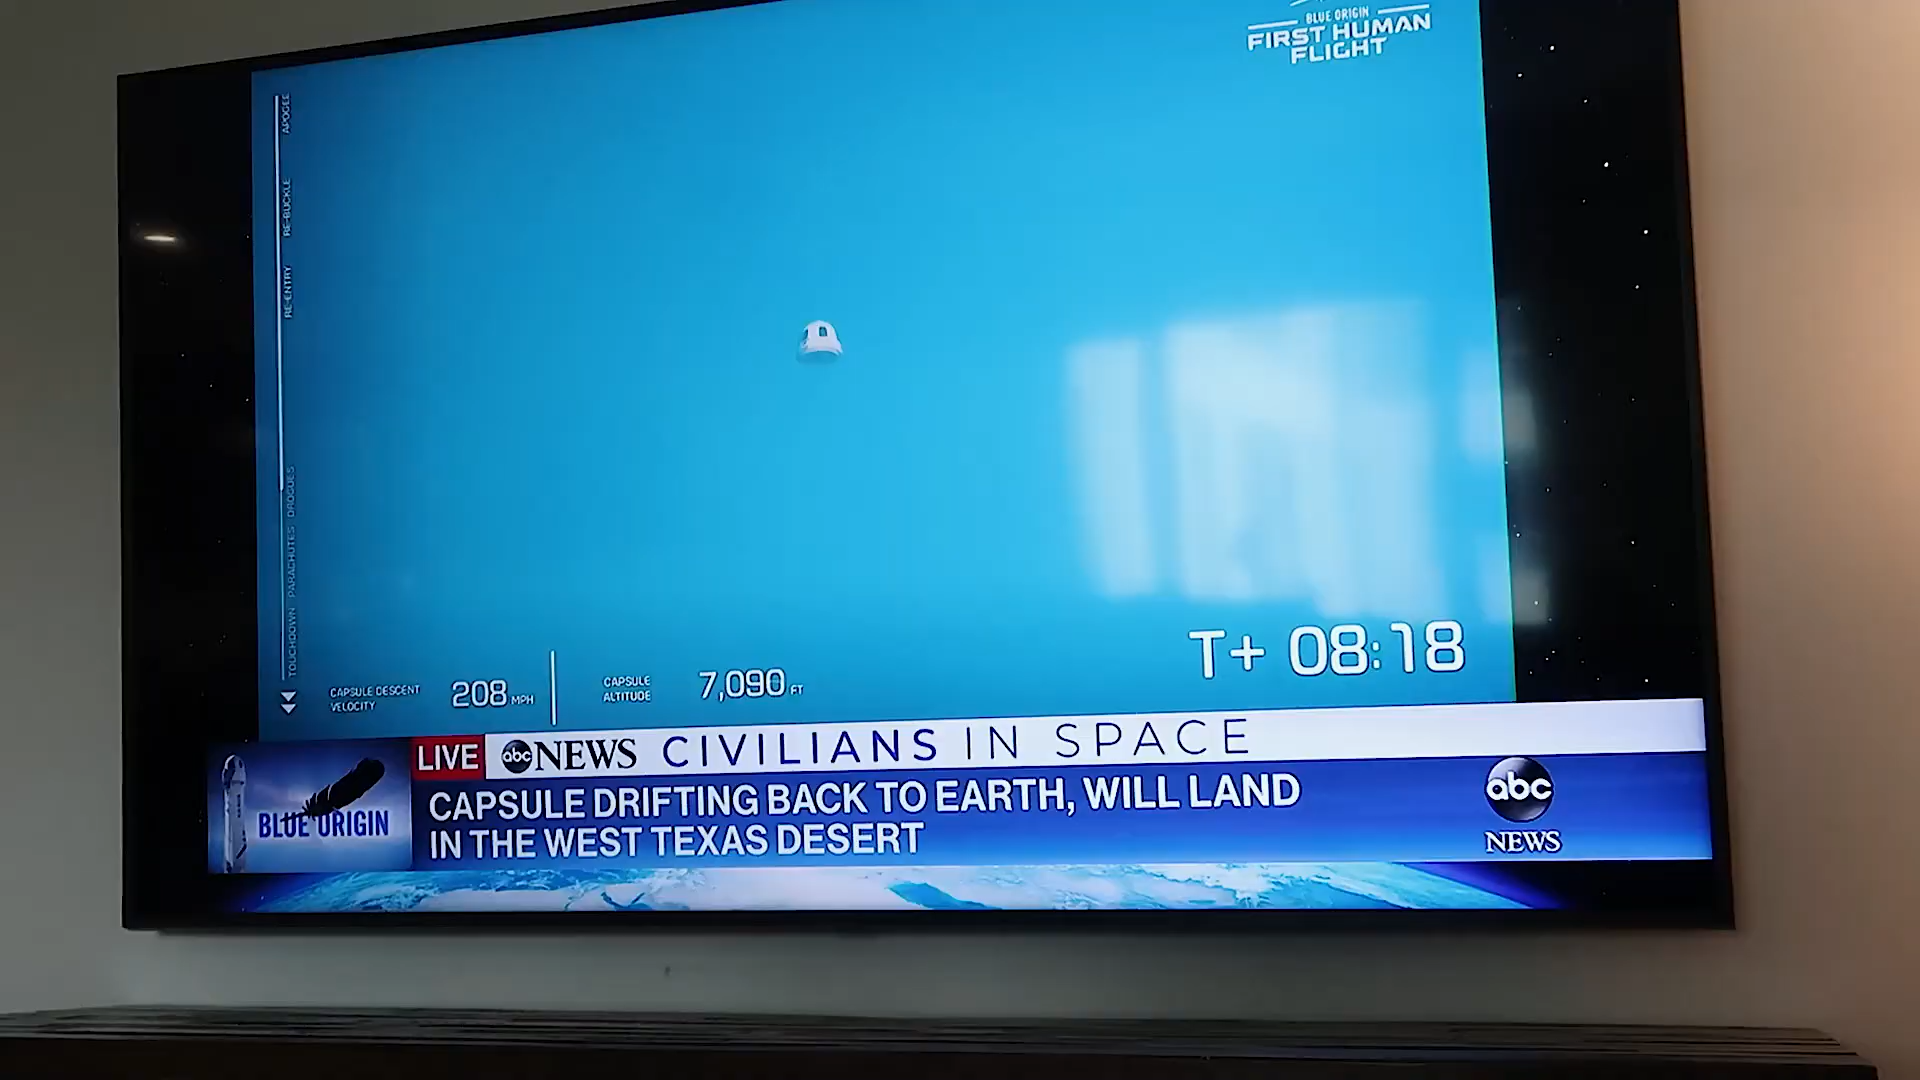 BLUE ORIGIN
FIRST HUMAN
FLIGHT
APOGEE
RE-BUCKLE
RE-ENTRY
DROGUES
PARACHUTES
TOUCHDOWN
CAPSULE DESCENT
VELOCITY
208 MPH
CAPSULE
ALTITUDE
7,090 FT
T+ 08:18
LIVE abc NEWS CIVILIANS IN SPACE
BLUE ORIGIN
CAPSULE DRIFTING BACK TO EARTH, WILL LAND
IN THE WEST TEXAS DESERT
abc
NEWS